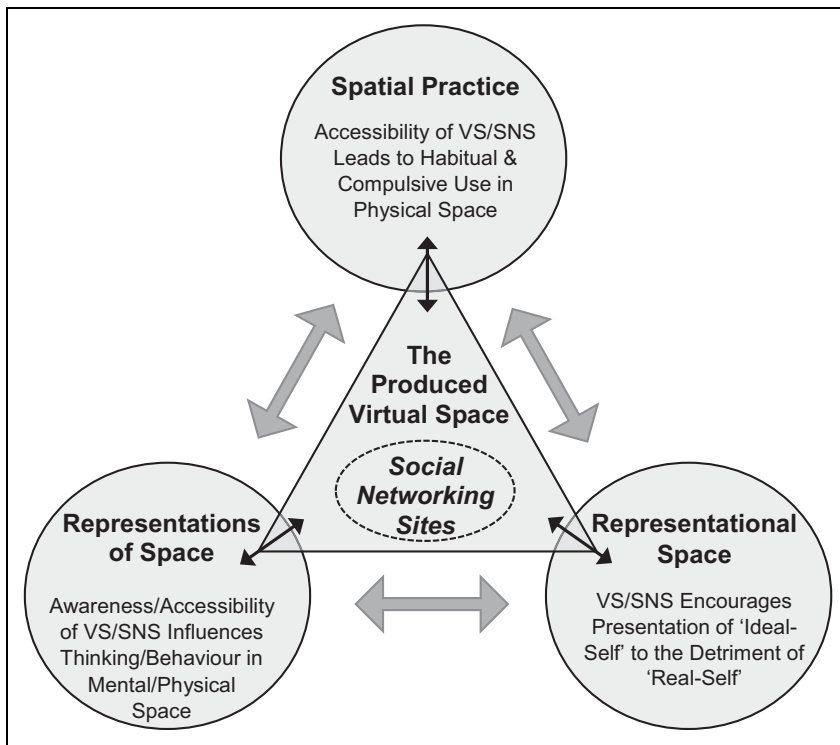 Spatial Practice
Accessibility of VS/SNS
Leads to Habitual &
Compulsive Use in
Physical Space
The
Produced
Virtual Space
Social
Networking
Sites
Representations
of Space
Awareness/Accessibility
of VS/SNS Influences
Thinking/Behaviour in
Mental/Physical
Space
Representational
Space
VS/SNS Encourages
Presentation of ‘Ideal-
Self’ to the Detriment of
‘Real-Self’